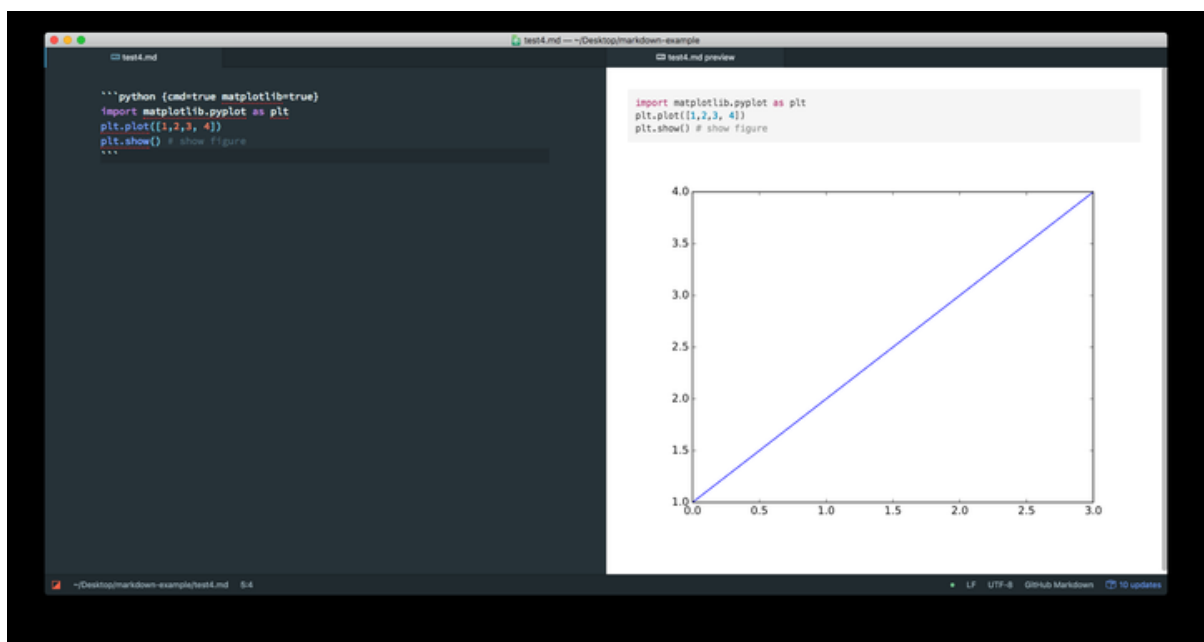 test4.md — ~/Desktop/markdown-example
test4.md
test4.md preview
```python {cmd=true matplotlib=true}
import matplotlib.pyplot as plt
plt.plot([1,2,3, 4])
plt.show() # show figure
```
import matplotlib.pyplot as plt
plt.plot([1,2,3, 4])
plt.show() # show figure
4.0
3.5
3.0
2.5
2.0
1.5
1.0
0.0 0.5 1.0 1.5 2.0 2.5 3.0
~/Desktop/markdown-example/test4.md 5:4
LF UTF-8 GitHub Markdown 10 updates